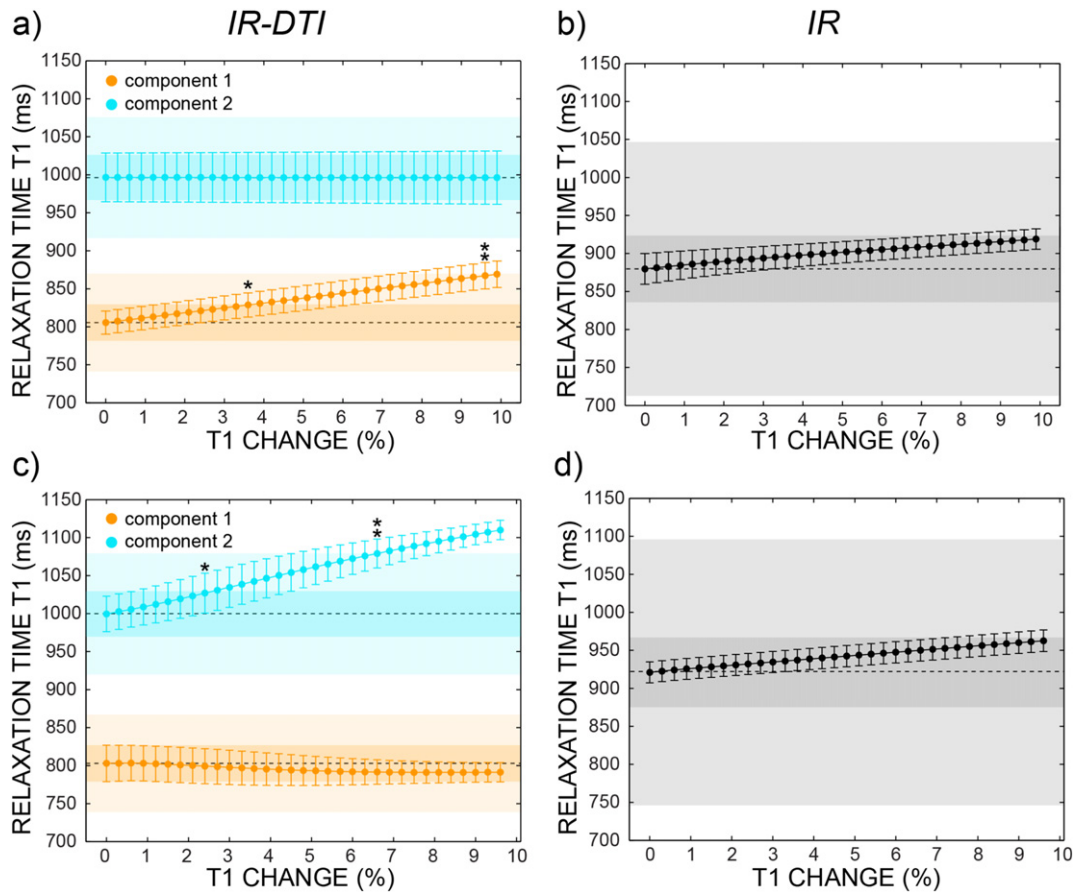 a)
IR-DTI
component 1
component 2
RELAXATION TIME T1 (ms)
1150
1100
1050
1000
950
900
850
800
750
700
*
*
*
0 1 2 3 4 5 6 7 8 9 10
T1 CHANGE (%)
b)
IR
RELAXATION TIME T1 (ms)
1150
1100
1050
1000
950
900
850
800
750
700
0 1 2 3 4 5 6 7 8 9 10
T1 CHANGE (%)
c)
component 1
component 2
RELAXATION TIME T1 (ms)
1150
1100
1050
1000
950
900
850
800
750
700
*
*
*
0 1 2 3 4 5 6 7 8 9 10
T1 CHANGE (%)
d)
RELAXATION TIME T1 (ms)
1150
1100
1050
1000
950
900
850
800
750
700
0 1 2 3 4 5 6 7 8 9 10
T1 CHANGE (%)